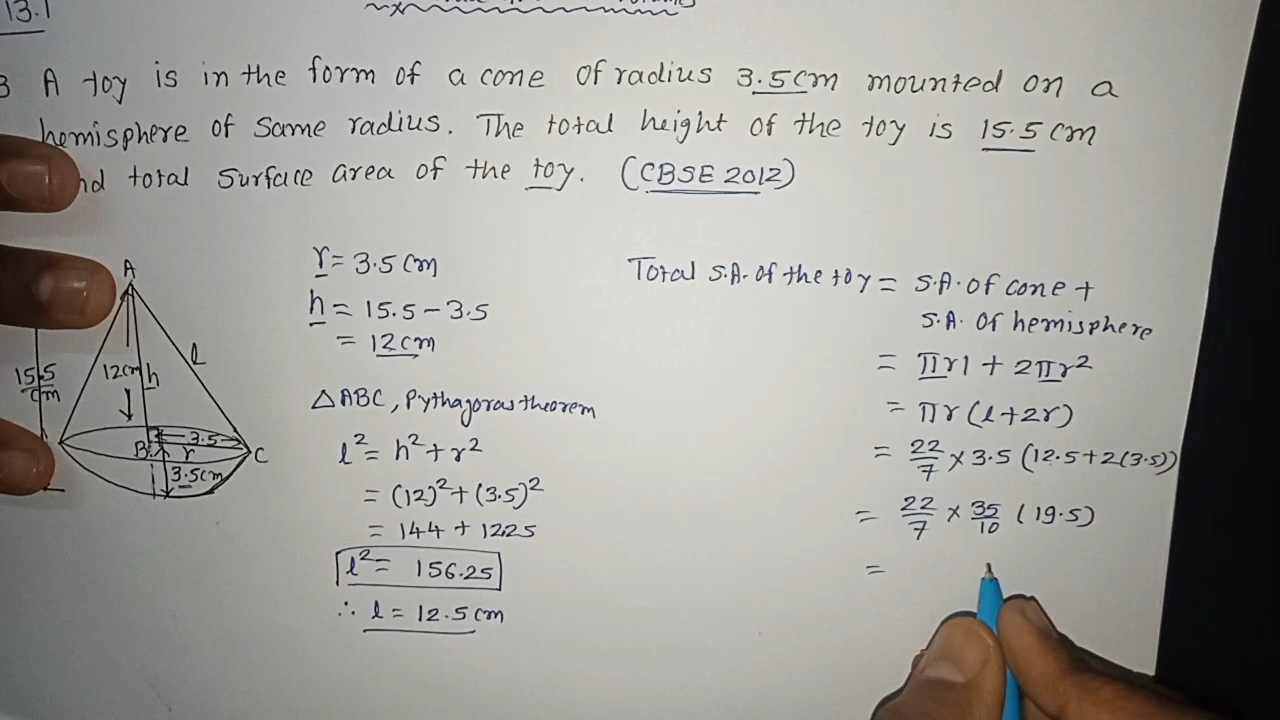 13.1
3 A toy is in the form of a cone of radius 3.5cm mounted on a
hemisphere of same radius. The total height of the toy is 15.5 cm
nd total surface area of the toy. (CBSE 2012)
A
15.5 cm
12cm
h
l
B
3.5
r
C
3.5cm
r = 3.5 cm
h = 15.5 - 3.5
= 12cm
△ABC, Pythagoras theorem
l² = h² + r²
= (12)² + (3.5)²
= 144 + 12.25
l² = 156.25
∴ l = 12.5 cm
Total S.A. of the toy = S.A. of cone +
S.A. of hemisphere
= πrl + 2πr²
= πr (l+2r)
= 22/7 × 3.5 (12.5+2(3.5))
= 22/7 × 35/10 (19.5)
=